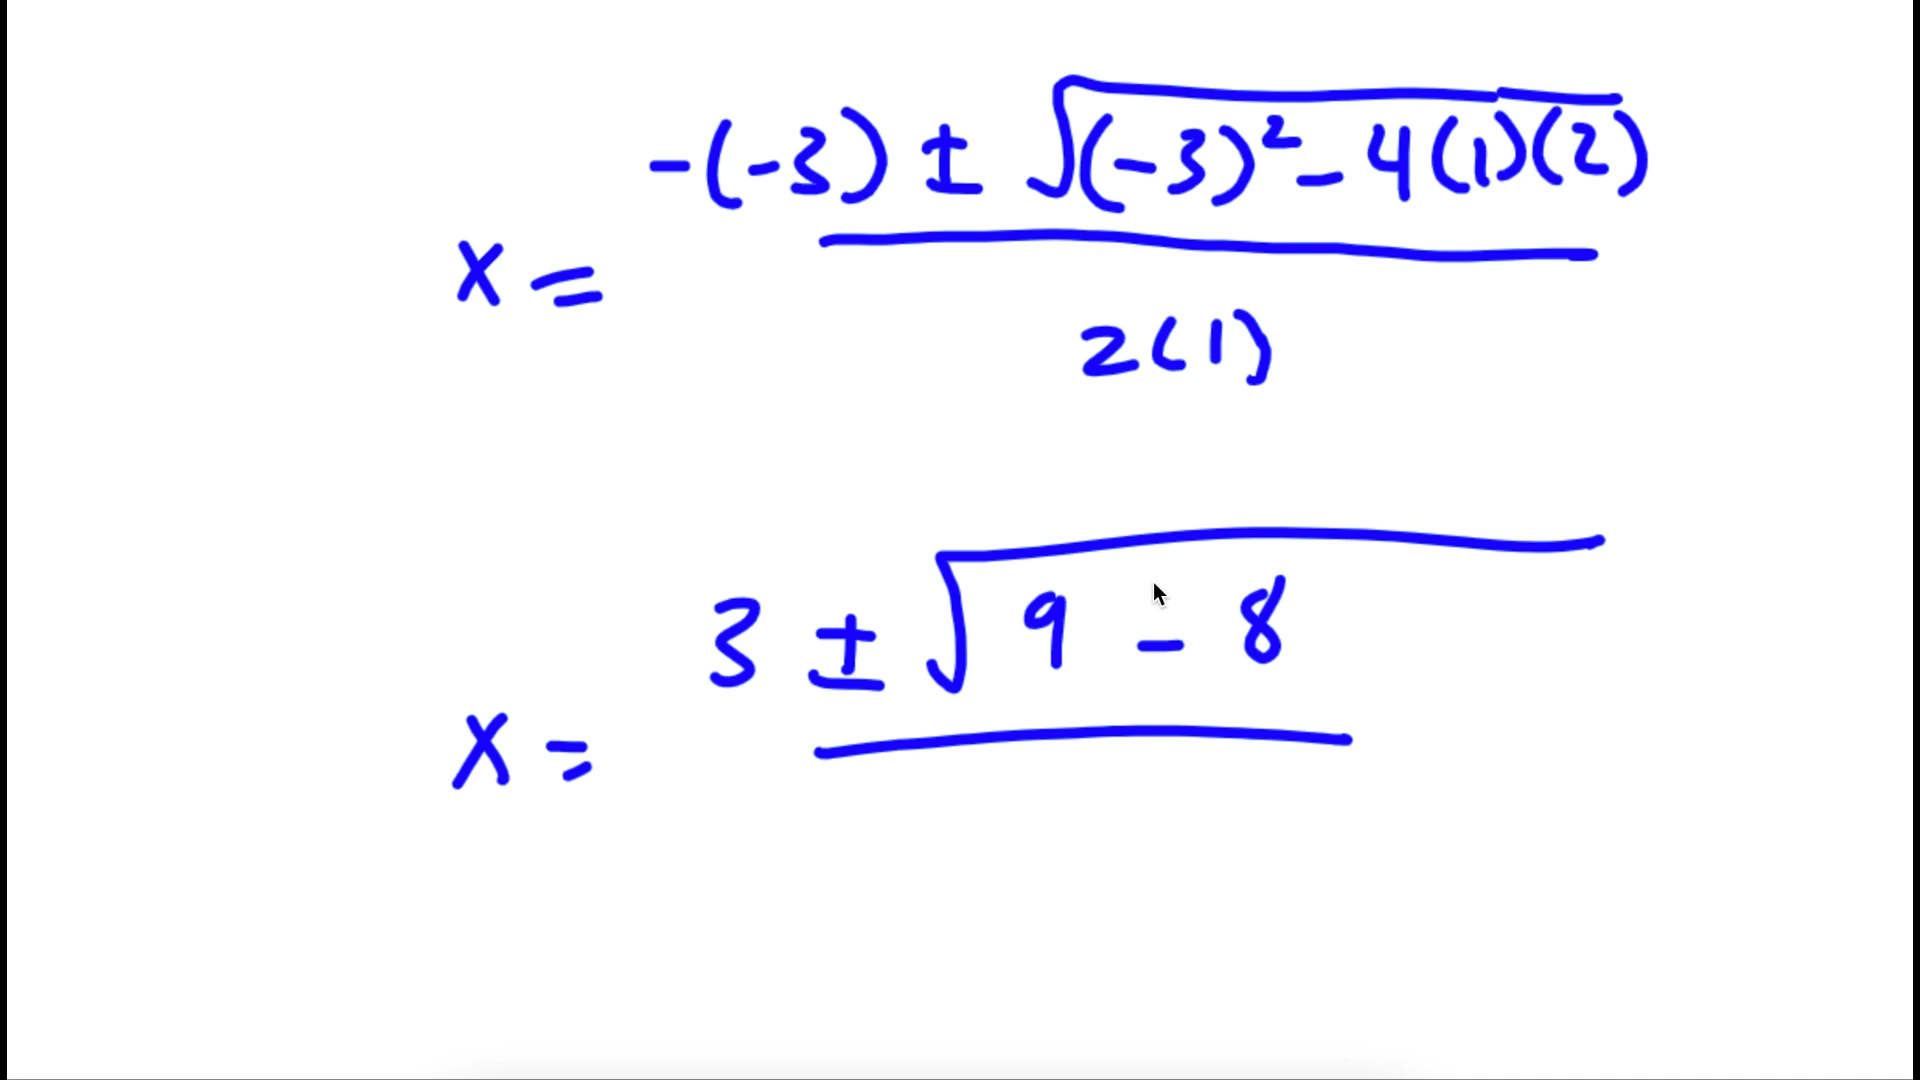 -(-3) ± √(-3)² - 4(1)(2)
x =
2(1)
3 ± √9 - 8
x =